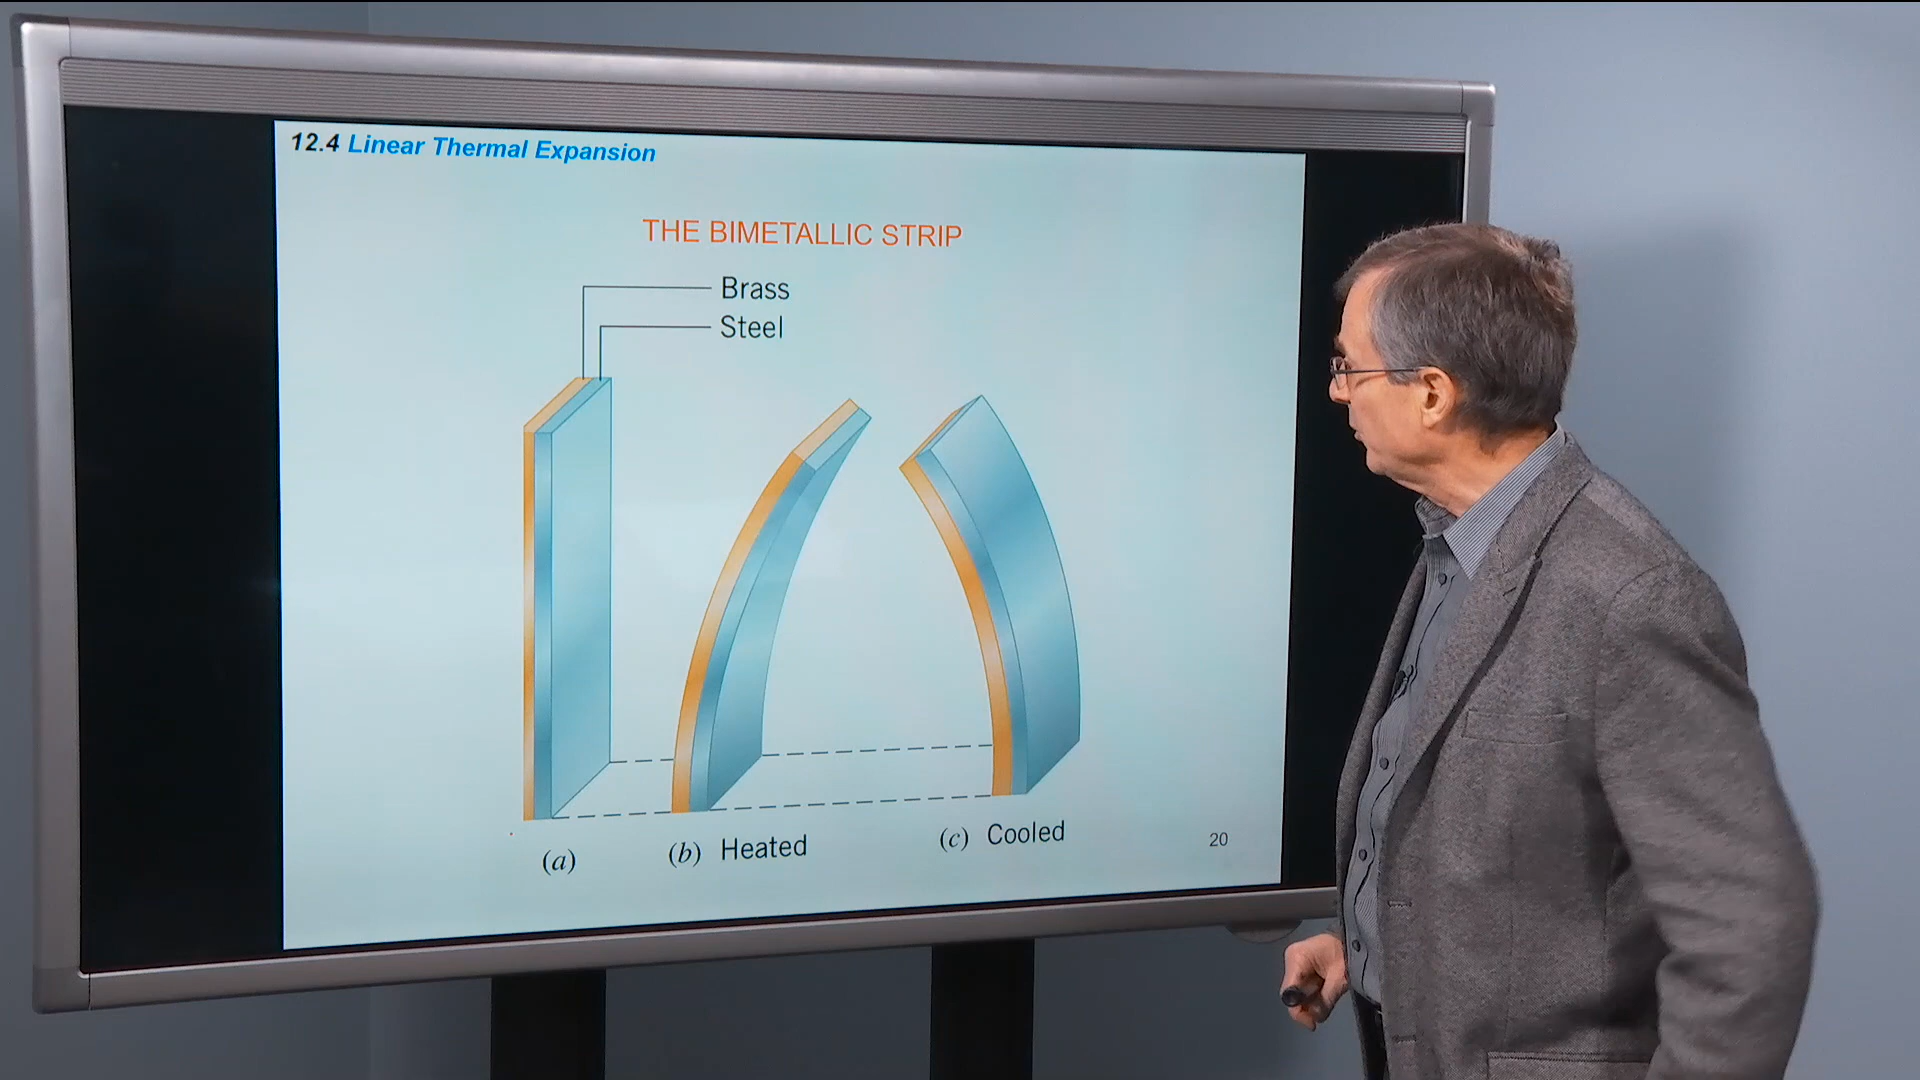 12.4 Linear Thermal Expansion
THE BIMETALLIC STRIP
Brass
Steel
(a)
(b) Heated
(c) Cooled
20